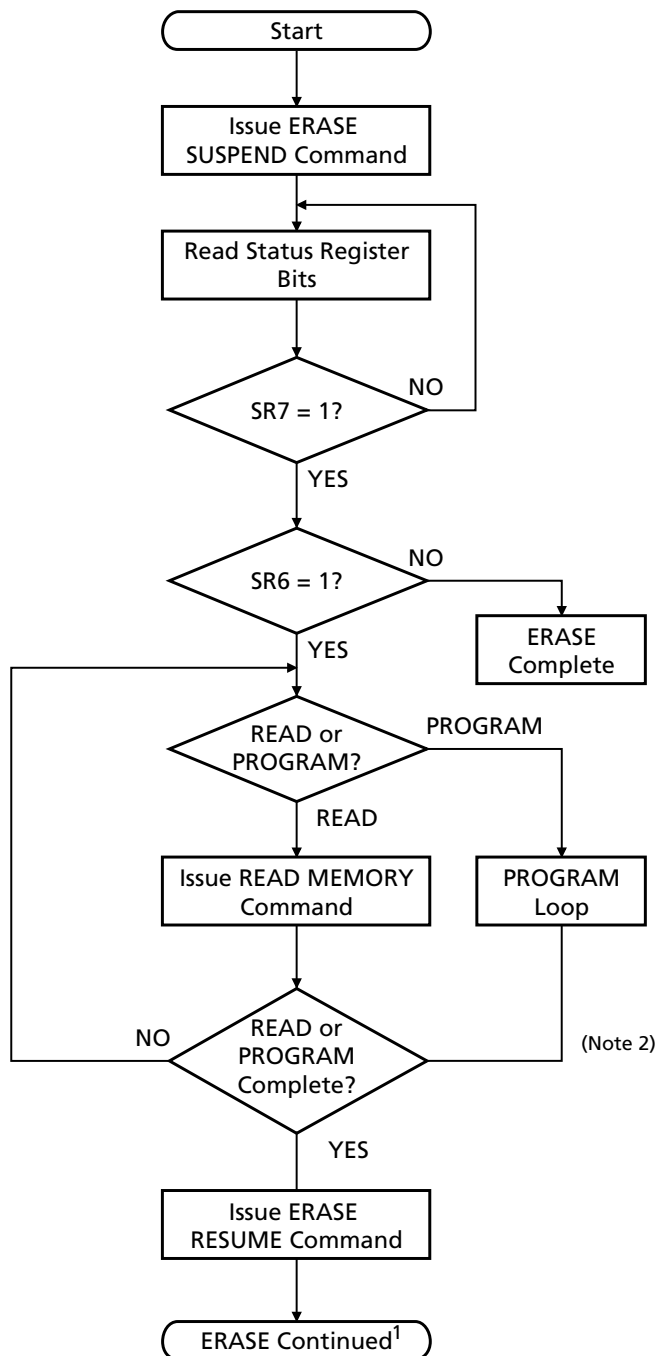 Start
Issue ERASE
SUSPEND Command
Read Status Register
Bits
NO
SR7 = 1?
YES
NO
SR6 = 1?
YES
ERASE
Complete
READ or
PROGRAM?
PROGRAM
READ
Issue READ MEMORY
Command
PROGRAM
Loop
NO
READ or
PROGRAM
Complete?
(Note 2)
YES
Issue ERASE
RESUME Command
ERASE Continued1